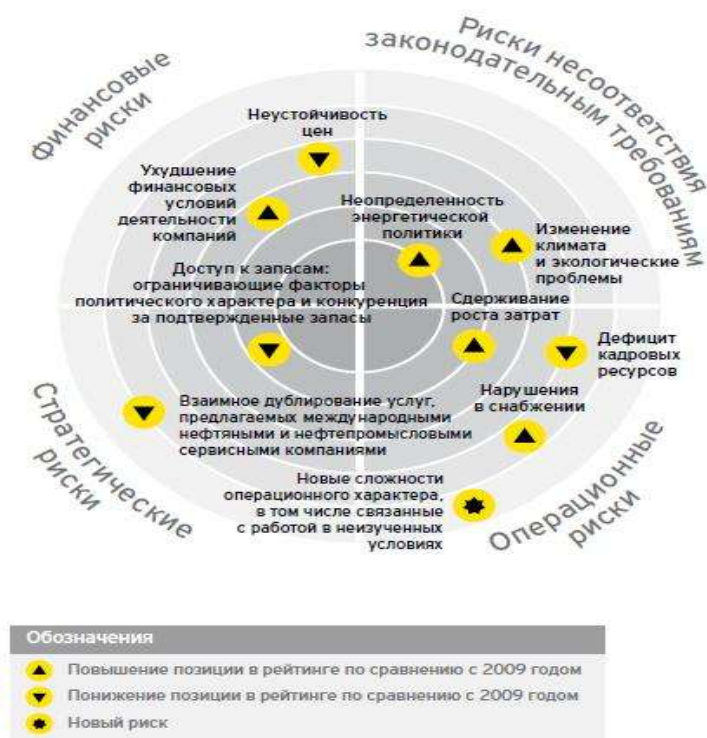 Финансовые
риски
Риски несоответствия
законодательным требованиям
Неустойчивость
цен
Ухудшение
финансовых
условий
деятельности
компаний
Неопределенность
энергетической
политики
Изменение
климата
и экологические
проблемы
Доступ к запасам:
ограничивающие факторы
политического характера и конкуренция
за подтвержденные запасы
Сдерживание
роста затрат
Дефицит
кадровых
ресурсов
Нарушения
в снабжении
Взаимное дублирование услуг,
предлагаемых международными
нефтяными и нефтепромысловыми
сервисными компаниями
Новые сложности
операционного характера,
в том числе связанные
с работой в неизученных
условиях
Стратегические
риски
Операционные
риски
Обозначения
Повышение позиции в рейтинге по сравнению с 2009 годом
Понижение позиции в рейтинге по сравнению с 2009 годом
Новый риск